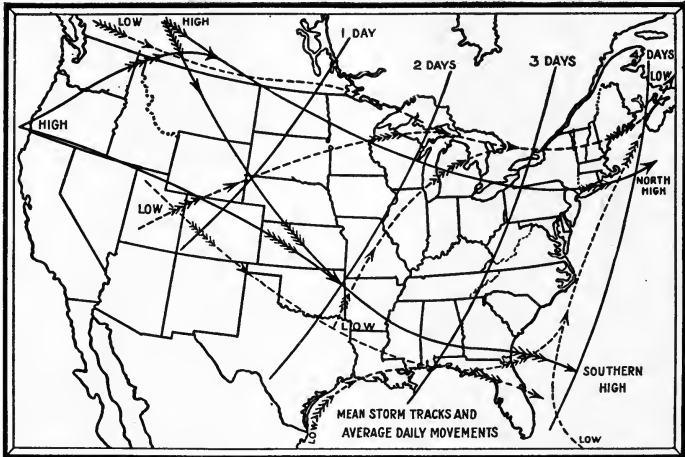 LOW
HIGH
1 DAY
2 DAYS
3 DAYS
4 DAYS
LOW
HIGH
LOW
NORTH
HIGH
LOW
SOUTHERN
HIGH
MEAN STORM TRACKS AND
AVERAGE DAILY MOVEMENTS
LOW
LOW